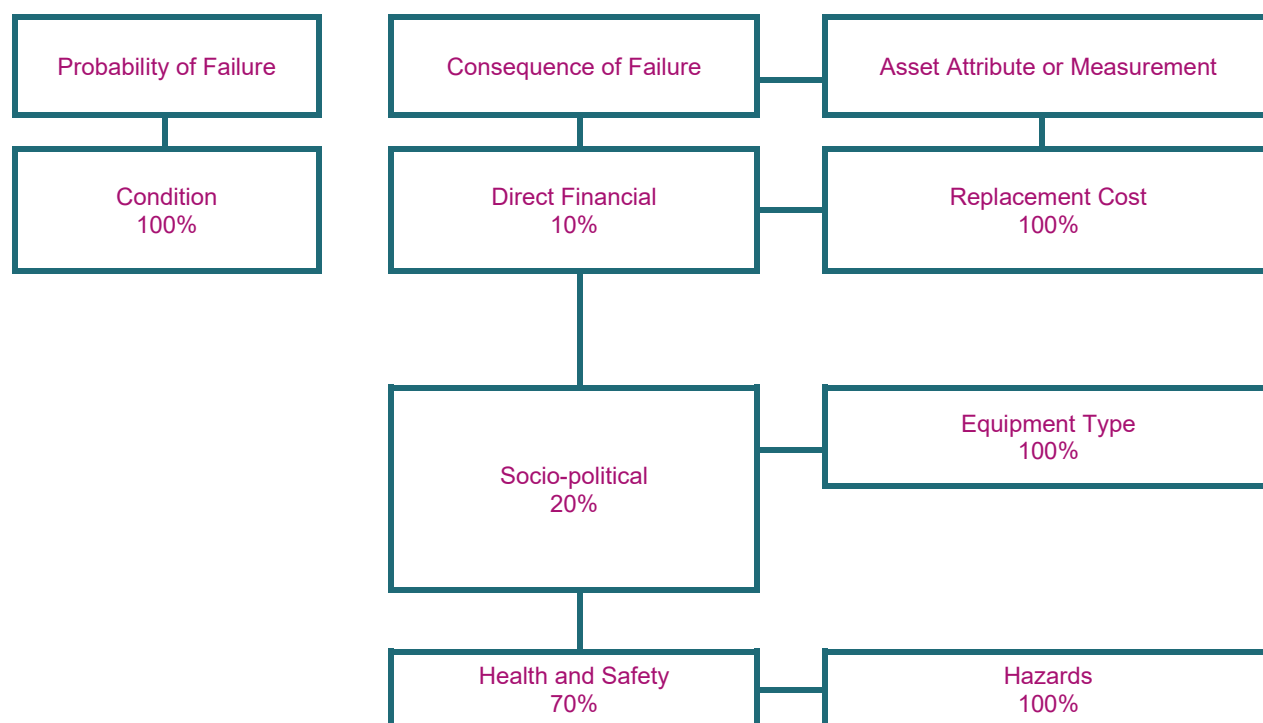 Probability of Failure
Consequence of Failure
Asset Attribute or Measurement
Condition
100%
Direct Financial
10%
Replacement Cost
100%
Socio-political
20%
Equipment Type
100%
Health and Safety
70%
Hazards
100%